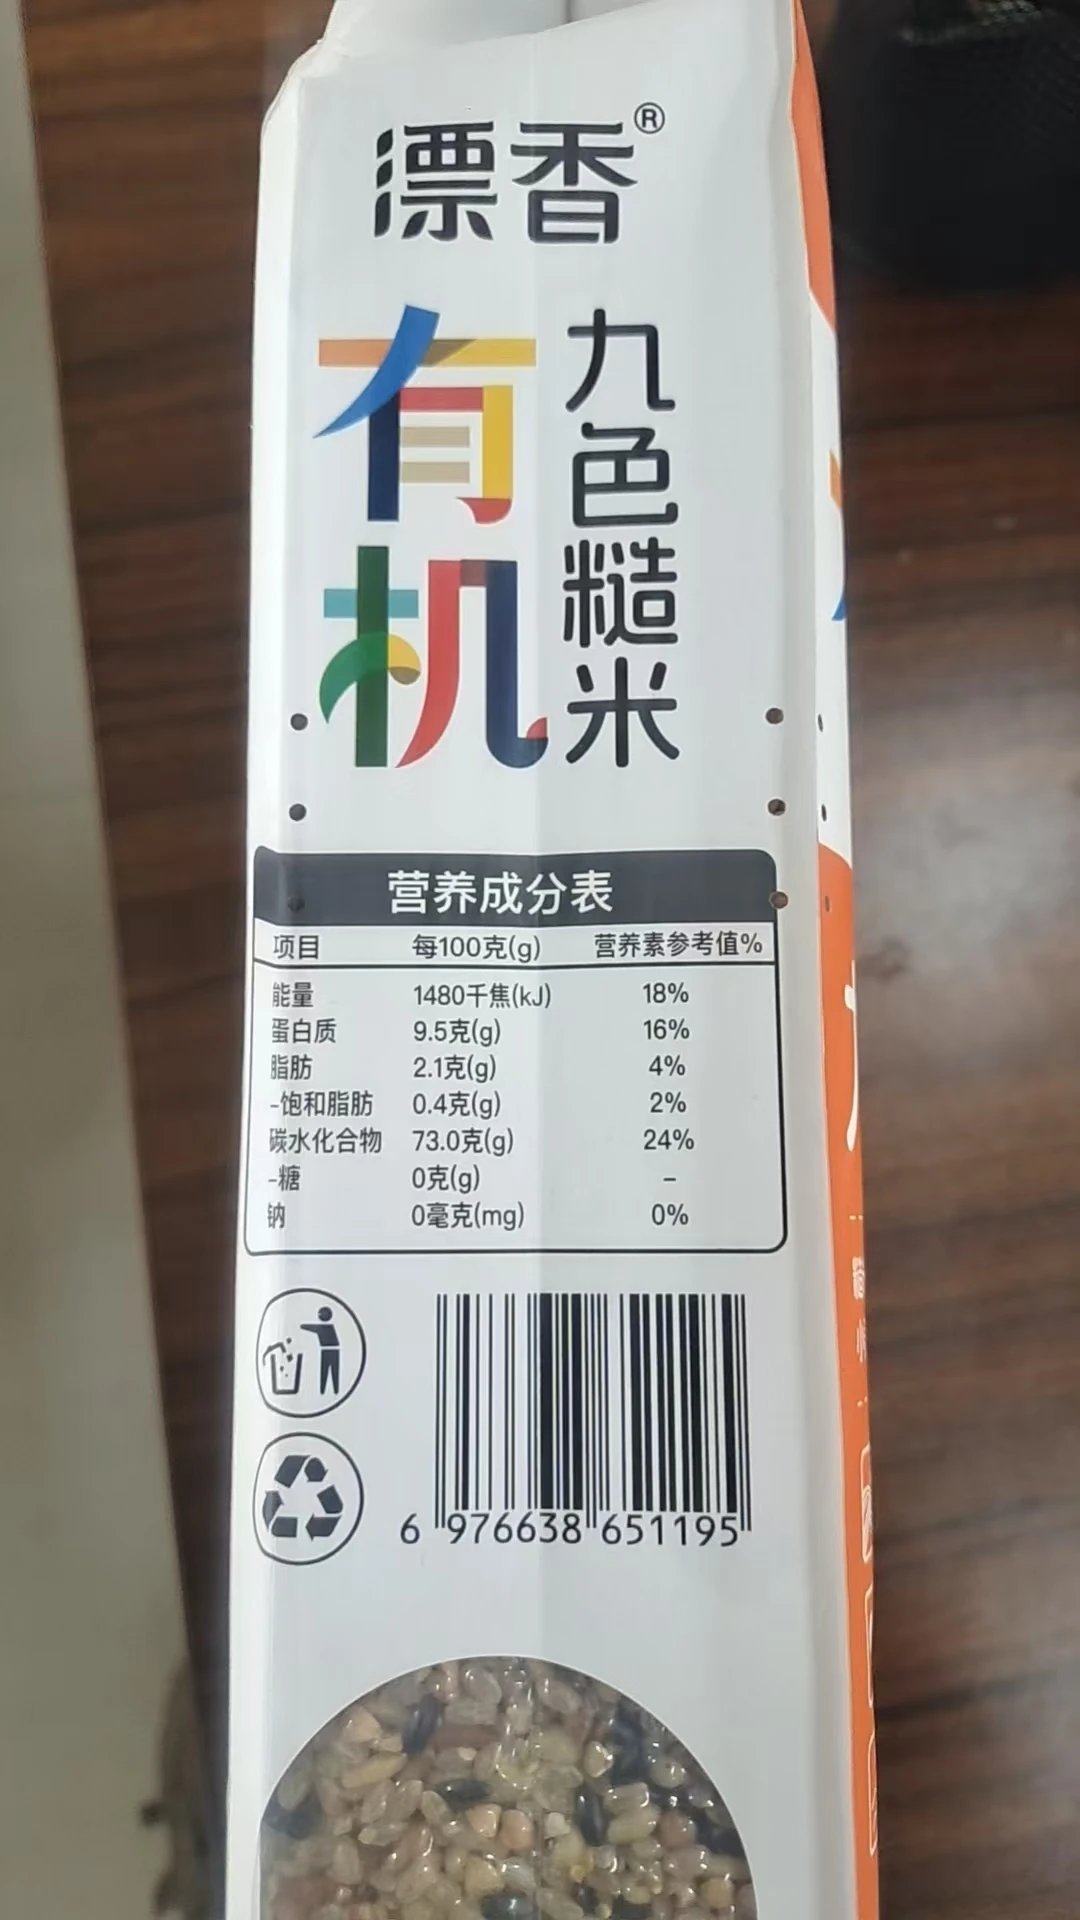 漂香®
有机
九色糙米
营养成分表
项目 每100克(g) 营养素参考值%
能量 1480千焦(kJ) 18%
蛋白质 9.5克(g) 16%
脂肪 2.1克(g) 4%
-饱和脂肪 0.4克(g) 2%
碳水化合物 73.0克(g) 24%
-糖 0克(g) –
钠 0毫克(mg) 0%
6 976638 651195